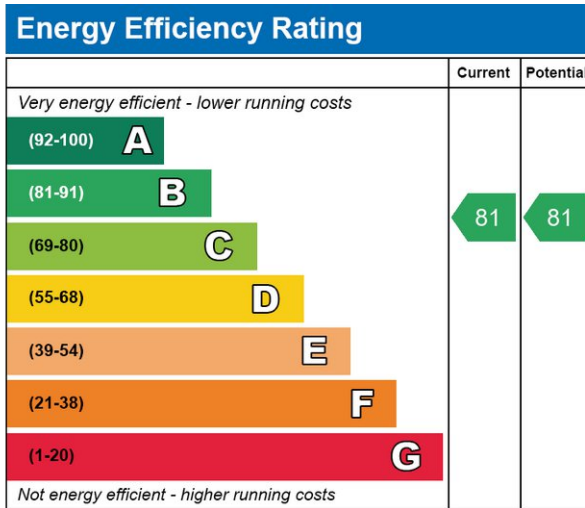 Energy Efficiency Rating
Current Potential
Very energy efficient - lower running costs
(92-100) A
(81-91) B
81 81
(69-80) C
(55-68) D
(39-54) E
(21-38) F
(1-20) G
Not energy efficient - higher running costs